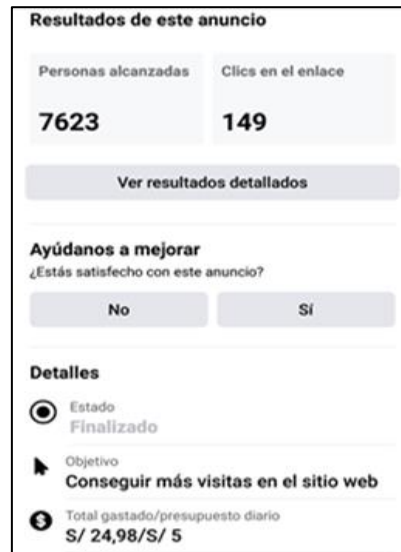 Resultados de este anuncio
Personas alcanzadas
Clics en el enlace
7623
149
Ver resultados detallados
Ayúdanos a mejorar
¿Estás satisfecho con este anuncio?
No
Sí
Detalles
Estado
Finalizado
Objetivo
Conseguir más visitas en el sitio web
Total gastado/presupuesto diario
S/ 24,98/S/ 5